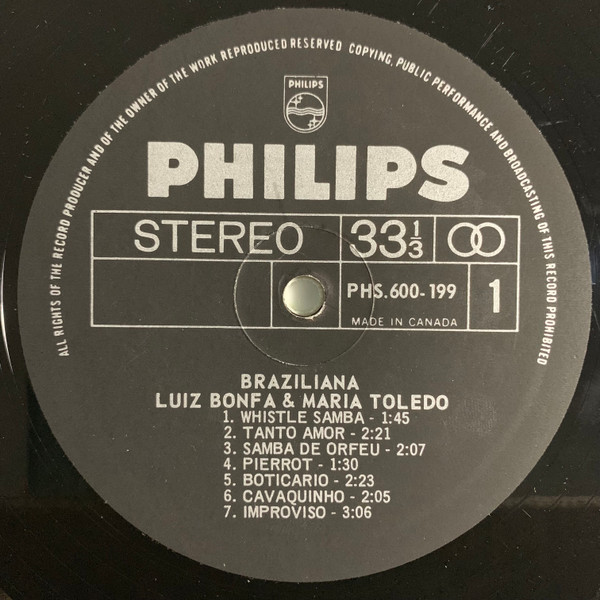 ALL RIGHTS OF THE RECORD PRODUCER AND OF THE OWNER OF THE WORK REPRODUCED RESERVED COPYING, PUBLIC PERFORMANCE AND BROADCASTING OF THIS RECORD PROHIBITED
PHILIPS
PHILIPS
STEREO 33 1/3
PHS.600-199 1
MADE IN CANADA
BRAZILIANA
LUIZ BONFA & MARIA TOLEDO
1. WHISTLE SAMBA - 1:45
2. TANTO AMOR - 2:21
3. SAMBA DE ORFEU - 2:07
4. PIERROT - 1:30
5. BOTICARIO - 2:23
6. CAVAQUINHO - 2:05
7. IMPROVISO - 3:06